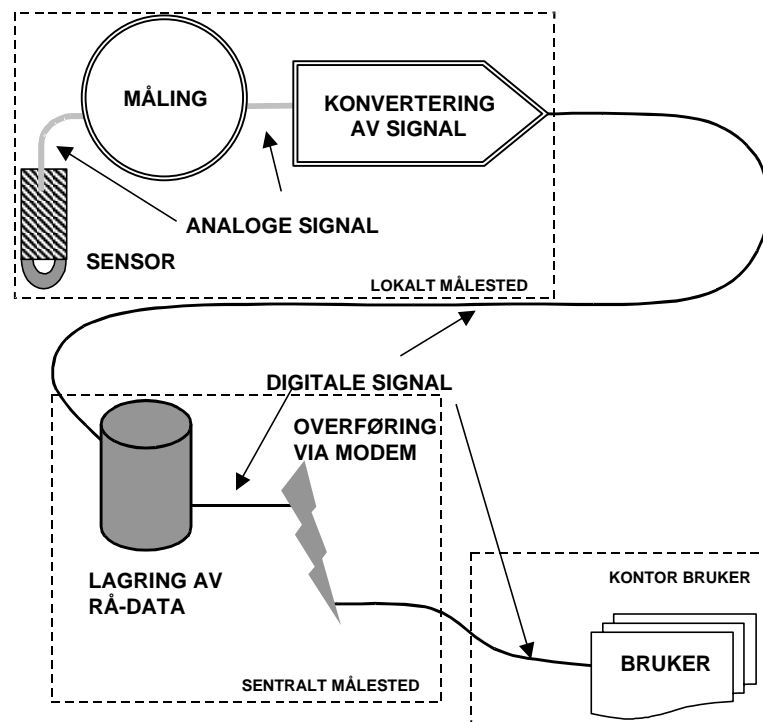 MÅLING
KONVERTERING
AV SIGNAL
ANALOGE SIGNAL
SENSOR
LOKALT MÅLESTED
DIGITALE SIGNAL
OVERFØRING
VIA MODEM
LAGRING AV
RÅ-DATA
SENTRALT MÅLESTED
KONTOR BRUKER
BRUKER